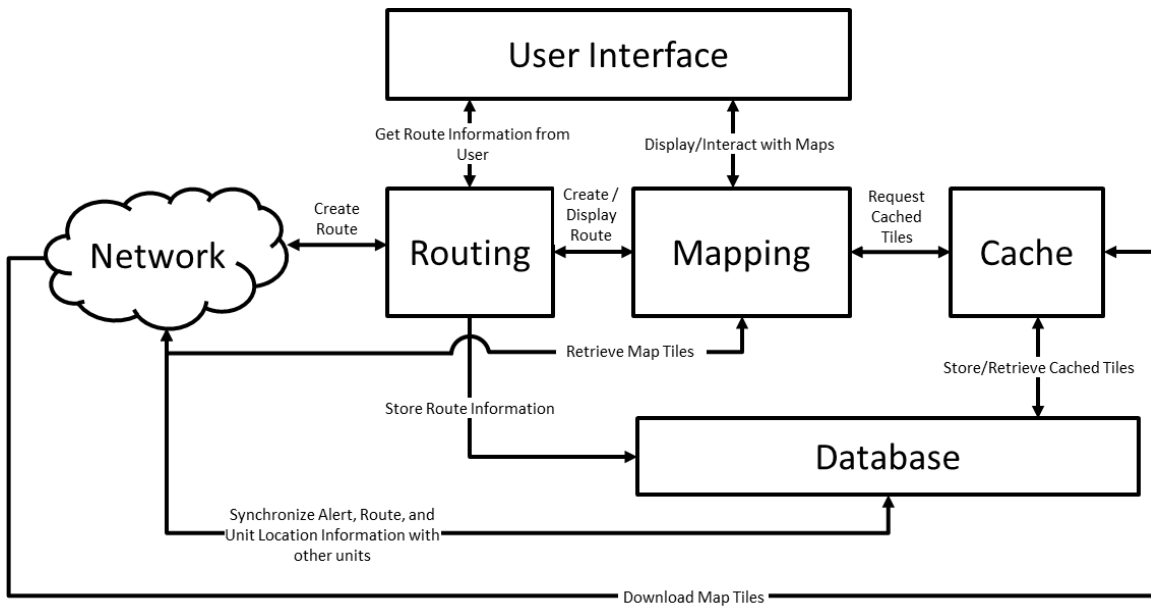 User Interface
Get Route Information from
User
Display/Interact with Maps
Network
Create
Route
Routing
Create /
Display
Route
Mapping
Request
Cached
Tiles
Cache
Retrieve Map Tiles
Store/Retrieve Cached Tiles
Store Route Information
Database
Synchronize Alert, Route, and
Unit Location Information with
other units
Download Map Tiles